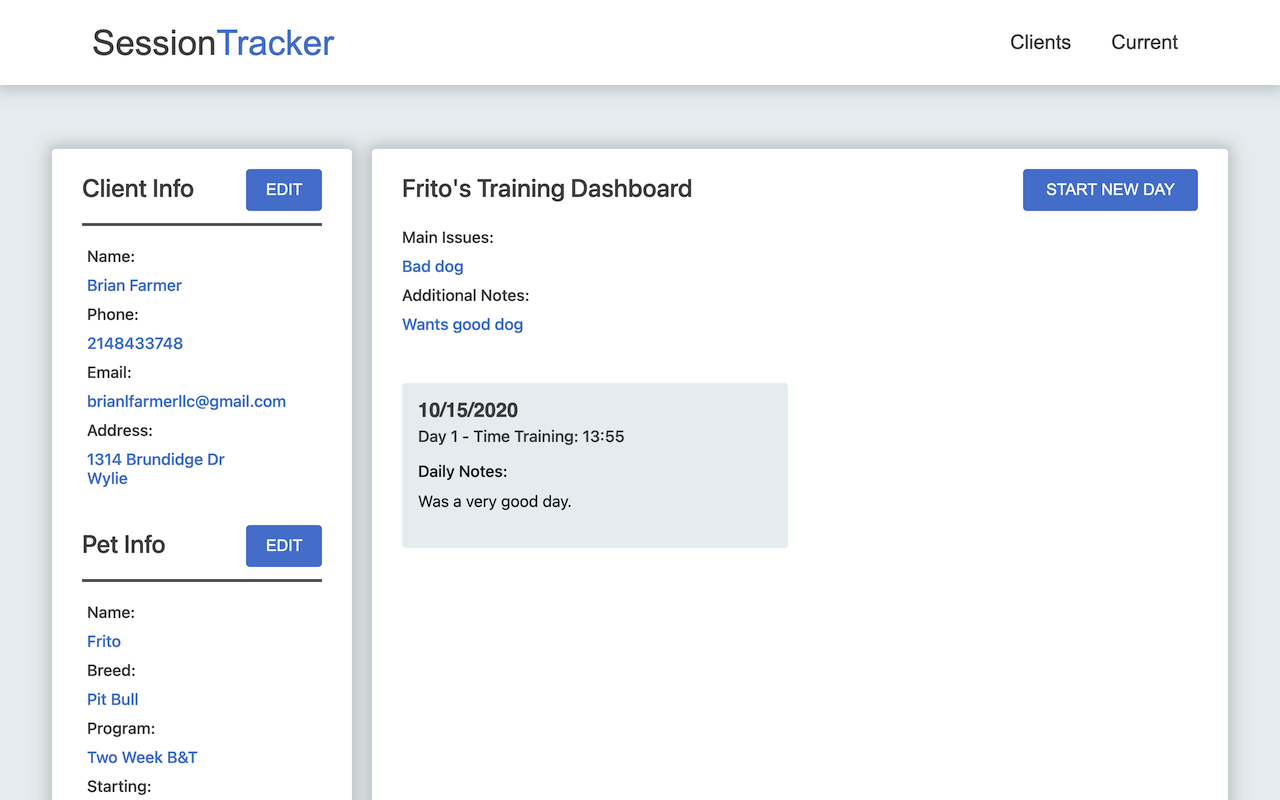 SessionTracker
Clients
Current
Client Info
EDIT
Name:
Brian Farmer
Phone:
2148433748
Email:
brianlfarmerllc@gmail.com
Address:
1314 Brundidge Dr
Wylie
Pet Info
EDIT
Name:
Frito
Breed:
Pit Bull
Program:
Two Week B&T
Starting:
Frito's Training Dashboard
START NEW DAY
Main Issues:
Bad dog
Additional Notes:
Wants good dog
10/15/2020
Day 1 - Time Training: 13:55
Daily Notes:
Was a very good day.